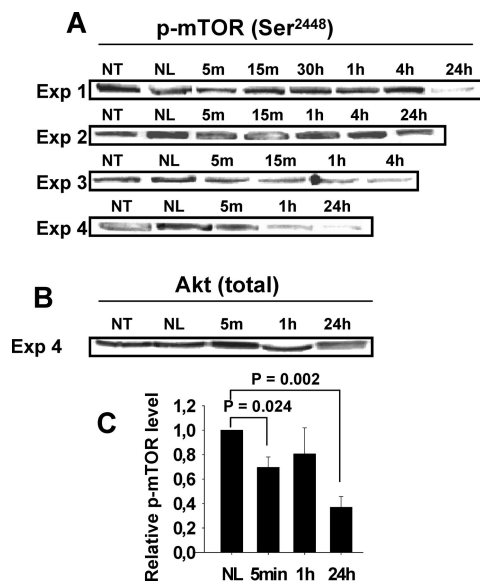 A
p-mTOR (Ser2448)
NT NL 5m 15m 30h 1h 4h 24h
Exp 1
NT NL 5m 15m 1h 4h 24h
Exp 2
NT NL 5m 15m 1h 4h
Exp 3
NT NL 5m 1h 24h
Exp 4
B
Akt (total)
NT NL 5m 1h 24h
Exp 4
C
P = 0.002
P = 0.024
Relative p-mTOR level
1,2
1,0
0,8
0,6
0,4
0,2
0,0
NL 5min 1h 24h